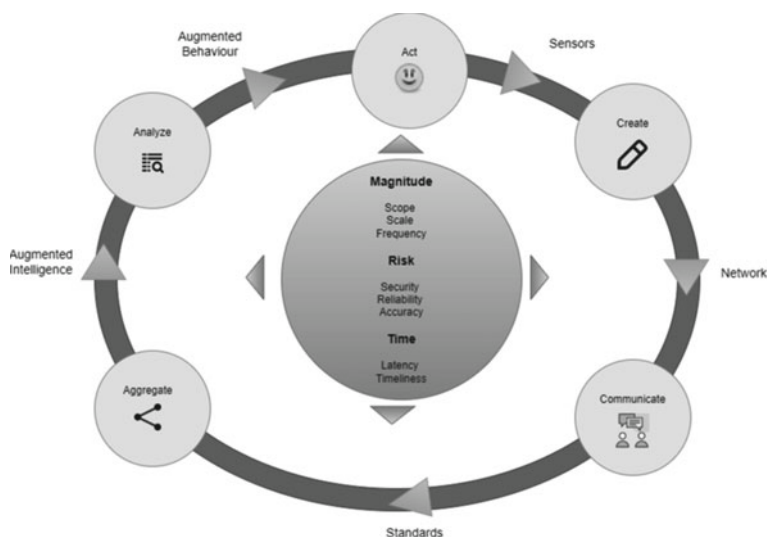 Augmented
Behaviour
Act
Sensors
Analyze
Create
Magnitude
Scope
Scale
Frequency
Risk
Security
Reliability
Accuracy
Time
Latency
Timeliness
Augmented
Intelligence
Network
Aggregate
Communicate
Standards